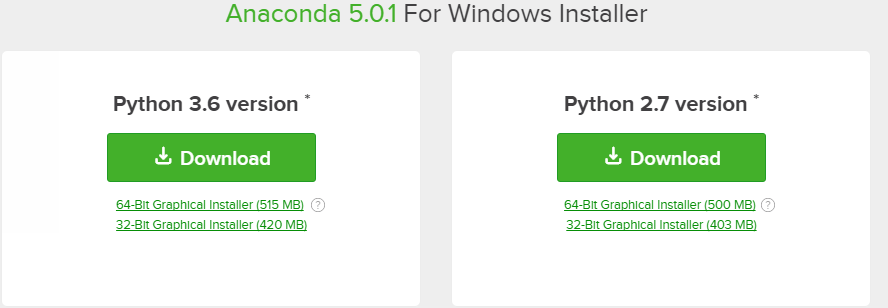 Anaconda 5.0.1 For Windows Installer
Python 3.6 version *
Download
64-Bit Graphical Installer (515 MB) ?
32-Bit Graphical Installer (420 MB)
Python 2.7 version *
Download
64-Bit Graphical Installer (500 MB) ?
32-Bit Graphical Installer (403 MB)